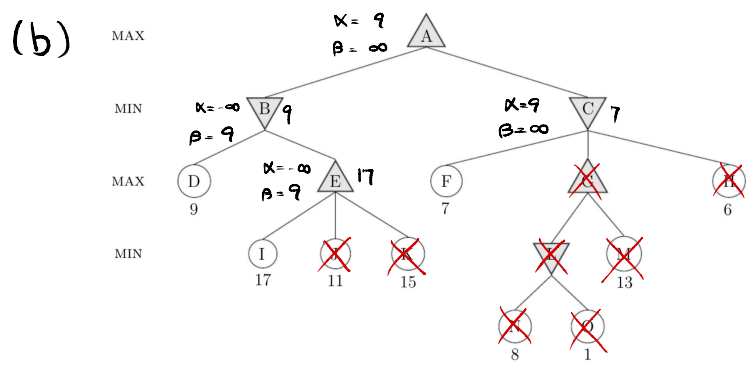 (b)
MAX
α = 9
β = ∞
A
MIN
α = -∞
β = 9
B
9
α = 9
β = ∞
C
7
MAX
D
9
α = -∞
β = 9
E
17
F
7
G
H
6
MIN
I
17
J
11
K
15
L
M
13
N
8
O
1